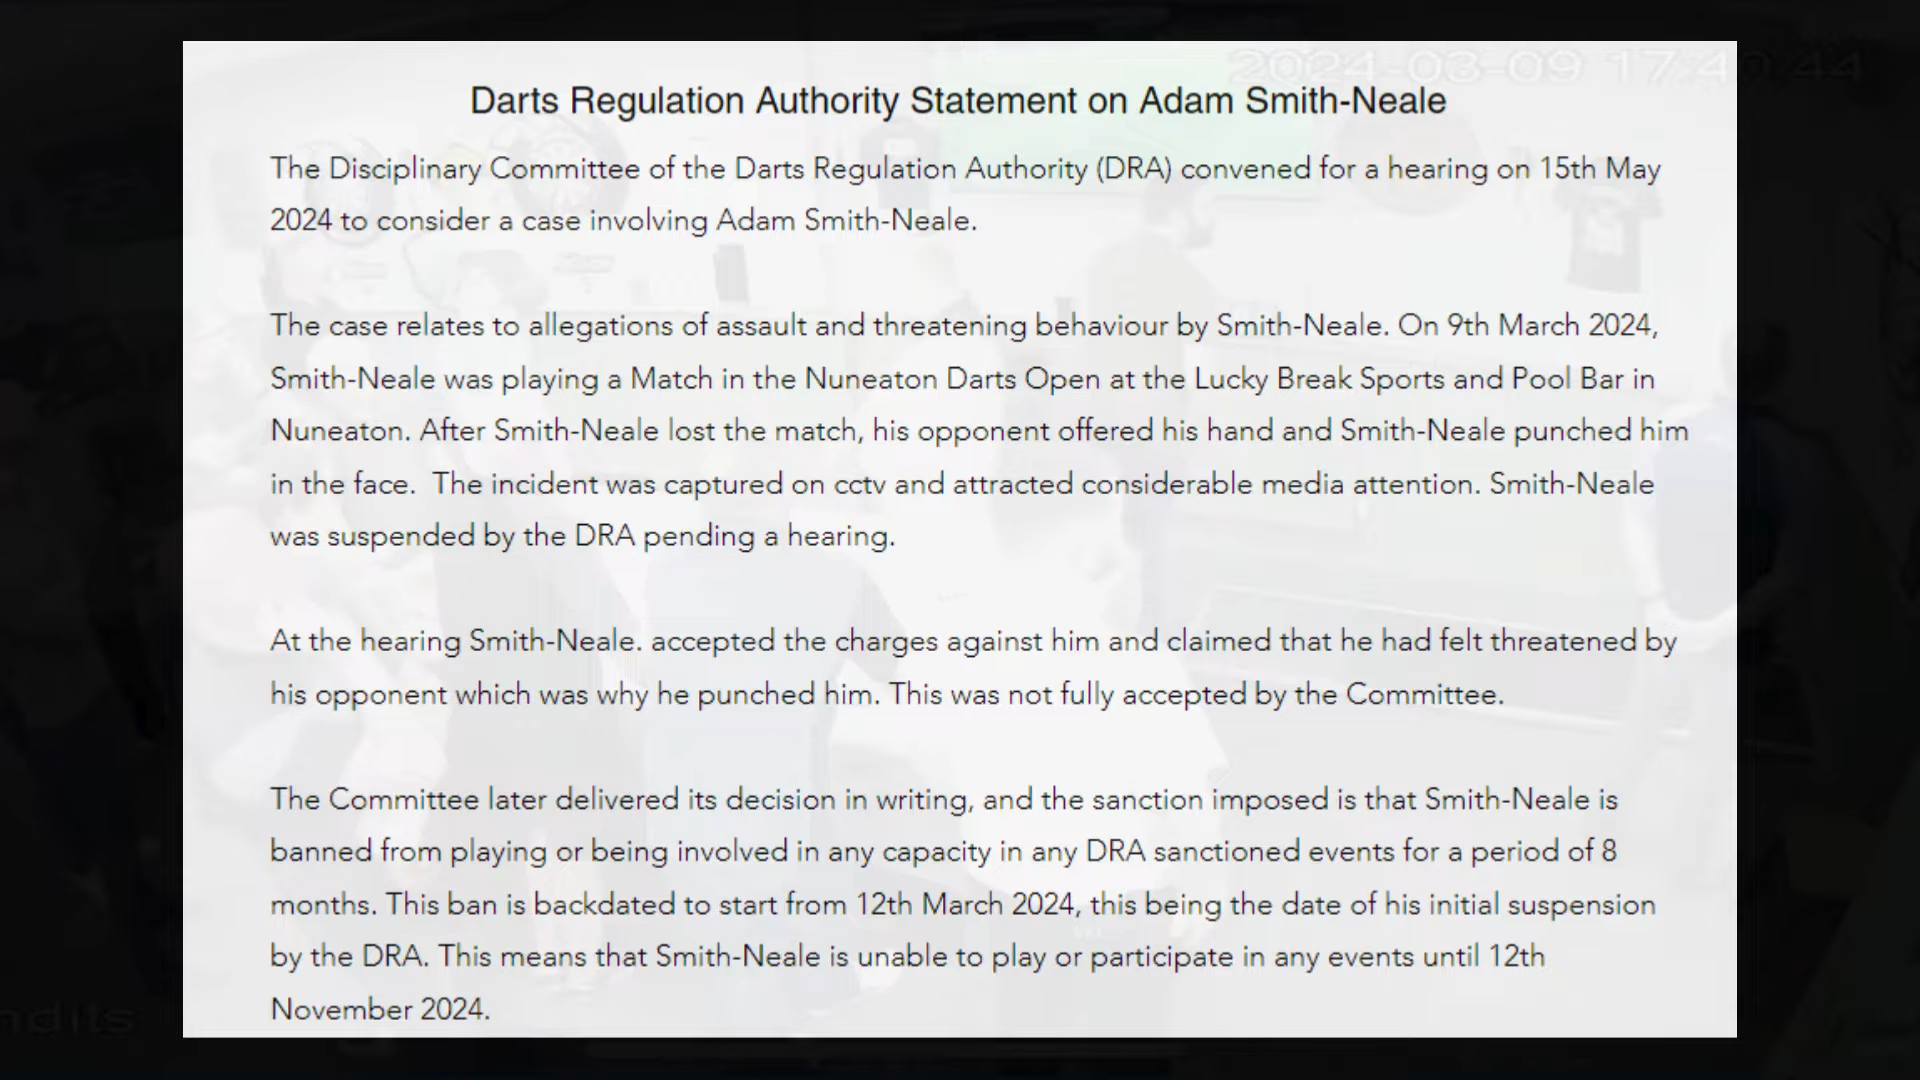 2024-03-09 17:40:44
Darts Regulation Authority Statement on Adam Smith-Neale
The Disciplinary Committee of the Darts Regulation Authority (DRA) convened for a hearing on 15th May
2024 to consider a case involving Adam Smith-Neale.
The case relates to allegations of assault and threatening behaviour by Smith-Neale. On 9th March 2024,
Smith-Neale was playing a Match in the Nuneaton Darts Open at the Lucky Break Sports and Pool Bar in
Nuneaton. After Smith-Neale lost the match, his opponent offered his hand and Smith-Neale punched him
in the face.  The incident was captured on cctv and attracted considerable media attention. Smith-Neale
was suspended by the DRA pending a hearing.
At the hearing Smith-Neale. accepted the charges against him and claimed that he had felt threatened by
his opponent which was why he punched him. This was not fully accepted by the Committee.
The Committee later delivered its decision in writing, and the sanction imposed is that Smith-Neale is
banned from playing or being involved in any capacity in any DRA sanctioned events for a period of 8
months. This ban is backdated to start from 12th March 2024, this being the date of his initial suspension
by the DRA. This means that Smith-Neale is unable to play or participate in any events until 12th
November 2024.